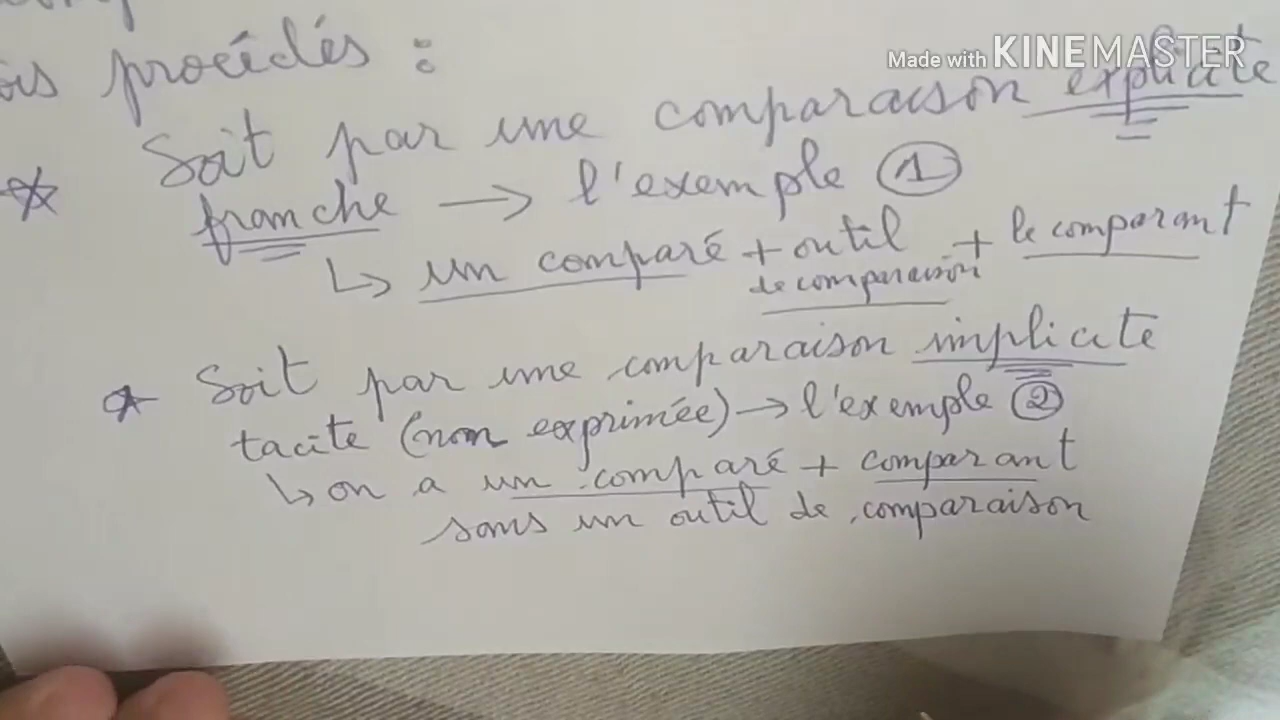 procédés :
Made with KINEMASTER
* Soit par une comparaison explicite
franche → l'exemple ①
↳ un comparé + outil + le comparant
de comparaison
* Soit par une comparaison implicite
tacite (non exprimée) → l'exemple ②
↳ on a un comparé + comparant
sans un outil de comparaison